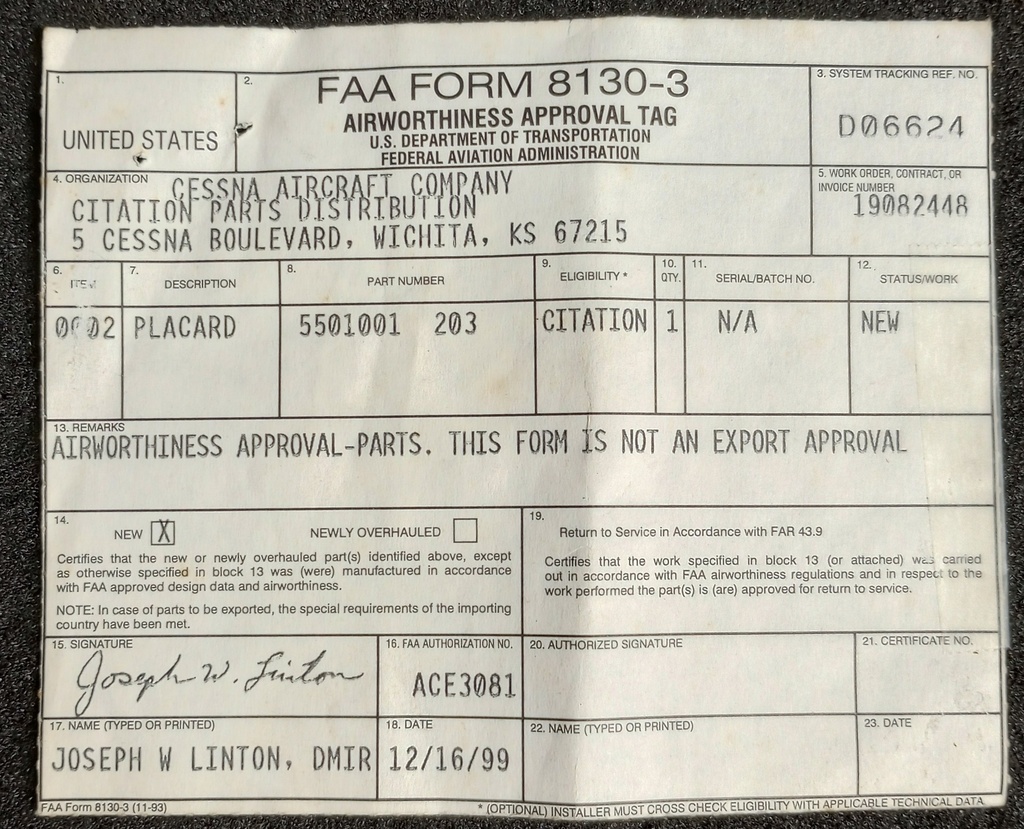 1.
UNITED STATES
2.
FAA FORM 8130-3
AIRWORTHINESS APPROVAL TAG
U.S. DEPARTMENT OF TRANSPORTATION
FEDERAL AVIATION ADMINISTRATION
3. SYSTEM TRACKING REF. NO.
D06624
4. ORGANIZATION CESSNA AIRCRAFT COMPANY
CITATION PARTS DISTRIBUTION
5 CESSNA BOULEVARD, WICHITA, KS 67215
5. WORK ORDER, CONTRACT, OR
INVOICE NUMBER
19082448
6. ITEM
7. DESCRIPTION
8. PART NUMBER
9. ELIGIBILITY *
10. QTY.
11. SERIAL/BATCH NO.
12. STATUS/WORK
0002 PLACARD 5501001 203 CITATION 1 N/A NEW
13. REMARKS
AIRWORTHINESS APPROVAL-PARTS. THIS FORM IS NOT AN EXPORT APPROVAL
14.
NEW X NEWLY OVERHAULED
Certifies that the new or newly overhauled part(s) identified above, except
as otherwise specified in block 13 was (were) manufactured in accordance
with FAA approved design data and airworthiness.
NOTE: In case of parts to be exported, the special requirements of the importing
country have been met.
19.
Return to Service in Accordance with FAR 43.9
Certifies that the work specified in block 13 (or attached) was carried
out in accordance with FAA airworthiness regulations and in respect to the
work performed the part(s) is (are) approved for return to service.
15. SIGNATURE
Joseph W. Linton
16. FAA AUTHORIZATION NO.
ACE3081
20. AUTHORIZED SIGNATURE
21. CERTIFICATE NO.
17. NAME (TYPED OR PRINTED)
JOSEPH W LINTON, DMIR
18. DATE
12/16/99
22. NAME (TYPED OR PRINTED)
23. DATE
FAA Form 8130-3 (11-93)
* (OPTIONAL) INSTALLER MUST CROSS CHECK ELIGIBILITY WITH APPLICABLE TECHNICAL DATA